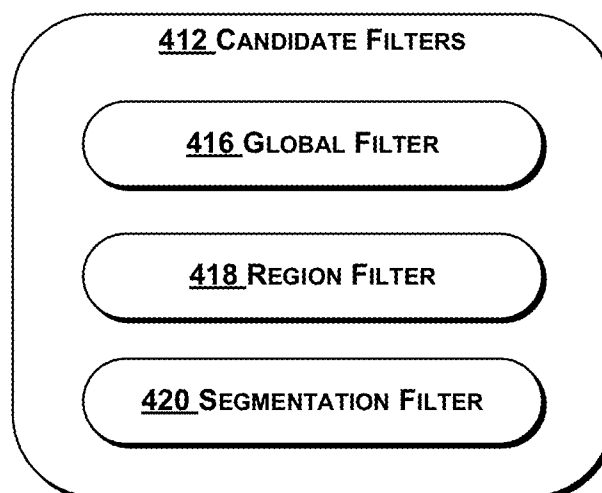 412 CANDIDATE FILTERS
416 GLOBAL FILTER
418 REGION FILTER
420 SEGMENTATION FILTER